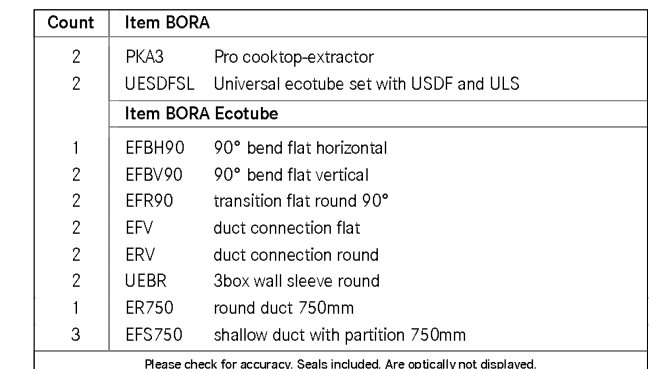 Count Item BORA
2 PKA3 Pro cooktop-extractor
2 UESDFSL Universal ecotube set with USDF and ULS
Item BORA Ecotube
1 EFBH90 90° bend flat horizontal
2 EFBV90 90° bend flat vertical
2 EFR90 transition flat round 90°
2 EFV duct connection flat
2 ERV duct connection round
2 UEBR 3box wall sleeve round
1 ER750 round duct 750mm
3 EFS750 shallow duct with partition 750mm
Please check for accuracy. Seals included. Are optically not displayed.